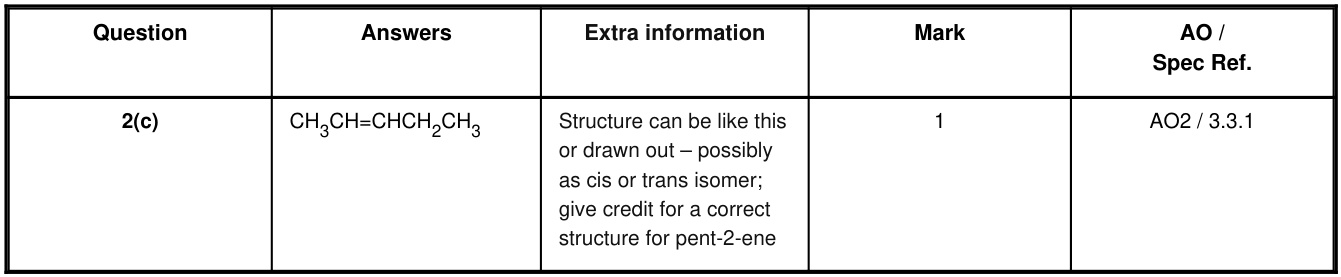 Question Answers Extra information Mark AO /
Spec Ref.
2(c) CH₃CH=CHCH₂CH₃ Structure can be like this 1 AO2 / 3.3.1
or drawn out – possibly
as cis or trans isomer;
give credit for a correct
structure for pent-2-ene